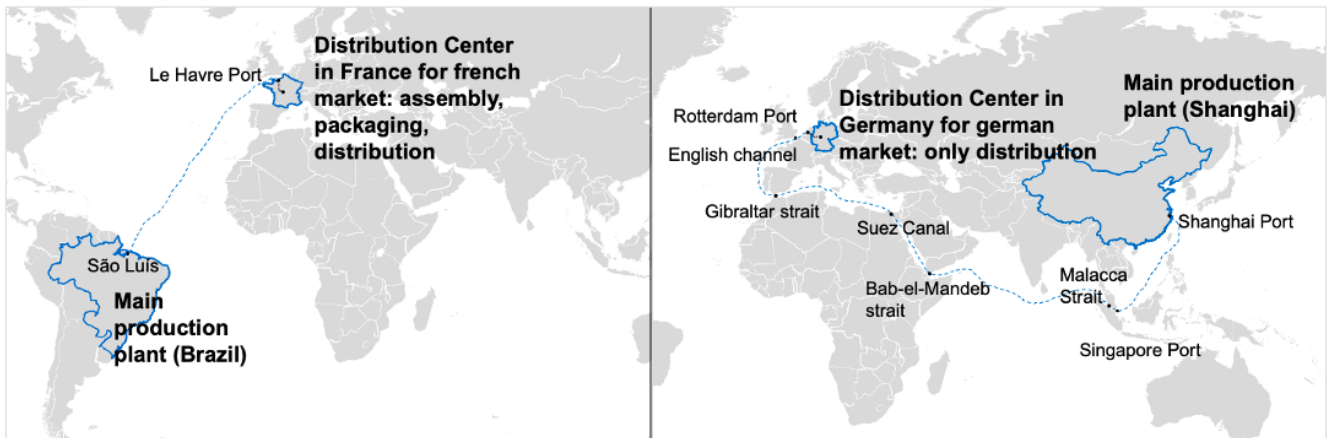 Le Havre Port
Distribution Center
in France for french
market: assembly,
packaging,
distribution
São Luís
Main
production
plant (Brazil)
Rotterdam Port
English channel
Distribution Center in
Germany for german
market: only distribution
Main production
plant (Shanghai)
Gibraltar strait
Suez Canal
Shanghai Port
Bab-el-Mandeb
strait
Malacca
Strait
Singapore Port